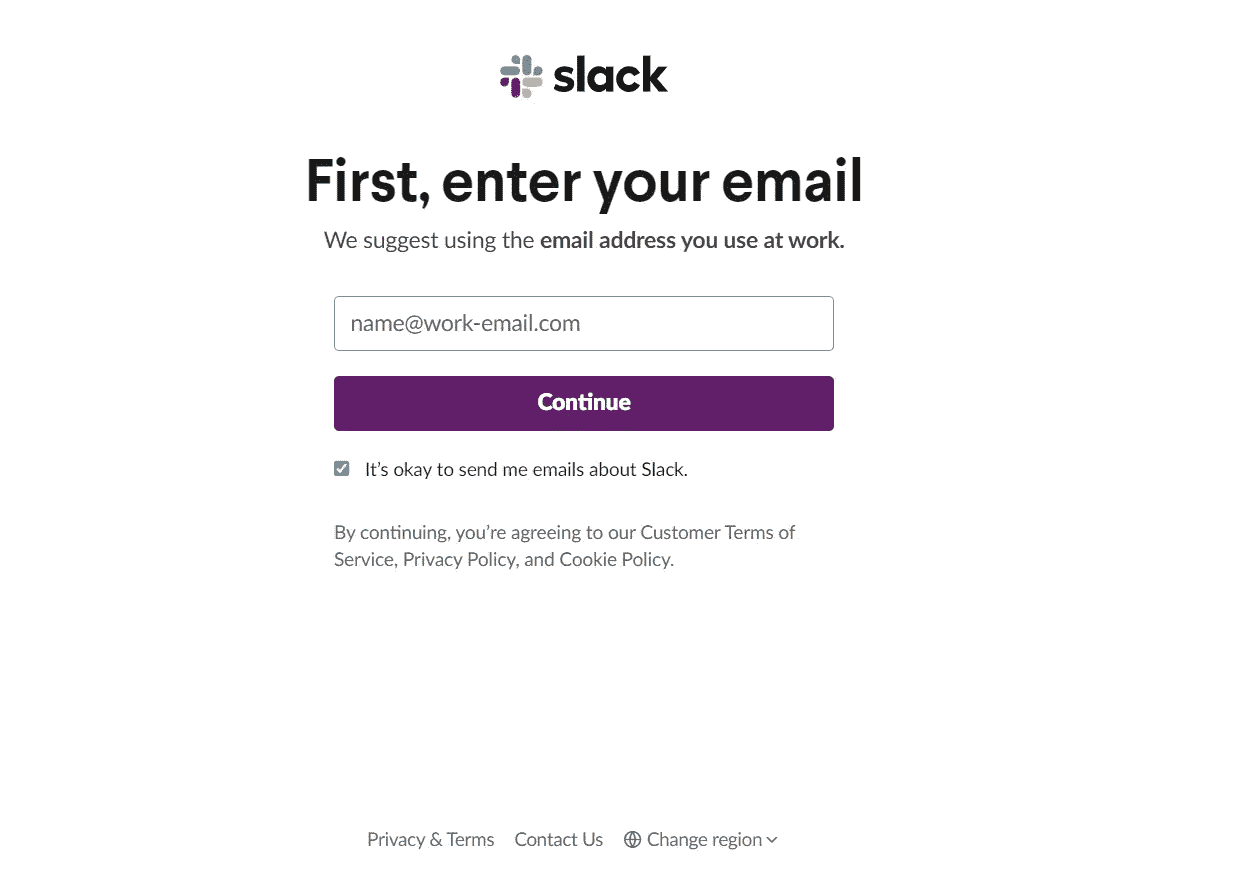 slack
First, enter your email
We suggest using the email address you use at work.
name@work-email.com
Continue
It’s okay to send me emails about Slack.
By continuing, you’re agreeing to our Customer Terms of
Service, Privacy Policy, and Cookie Policy.
Privacy & Terms Contact Us Change region